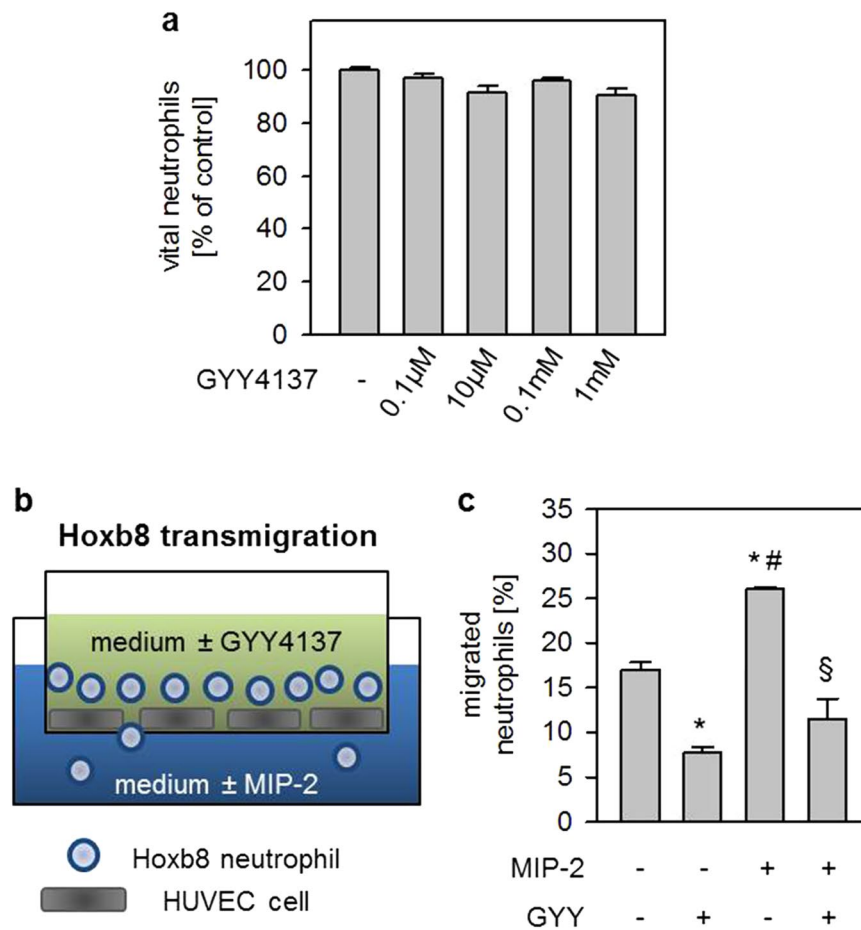 a
vital neutrophils
[% of control]
100
80
60
40
20
0
GYY4137 - 0.1µM 10µM 0.1mM 1mM
b
Hoxb8 transmigration
medium ± GYY4137
medium ± MIP-2
Hoxb8 neutrophil
HUVEC cell
c
migrated
neutrophils [%]
35
30
25
20
15
10
5
0
*
* #
§
MIP-2 - - + +
GYY - + - +